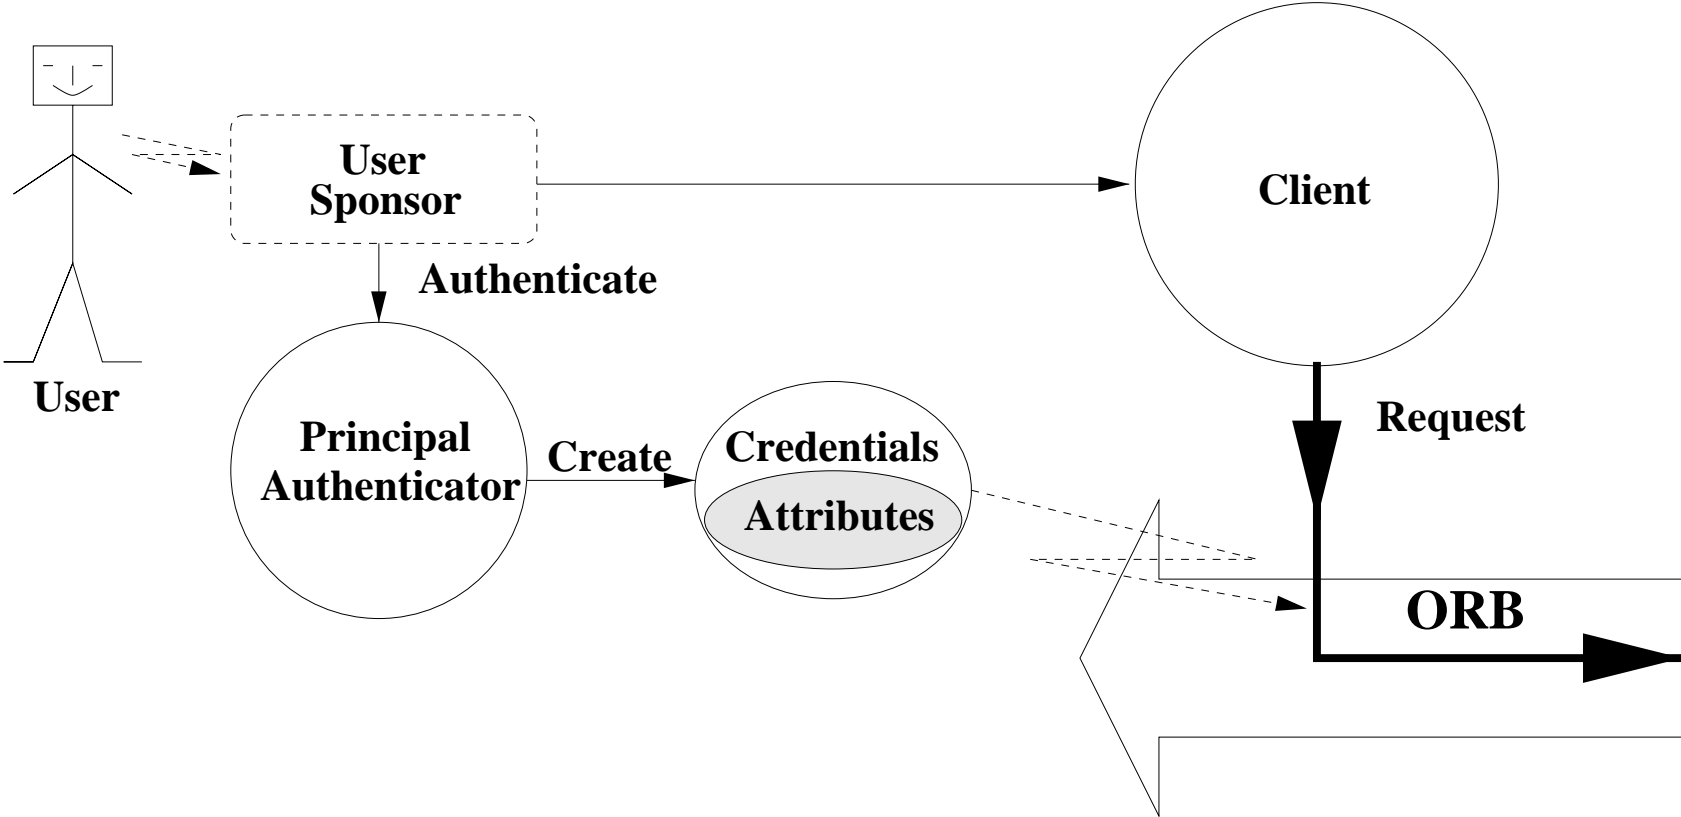 User
Sponsor
Client
Authenticate
User
Request
Principal
Authenticator
Create
Credentials
Attributes
ORB